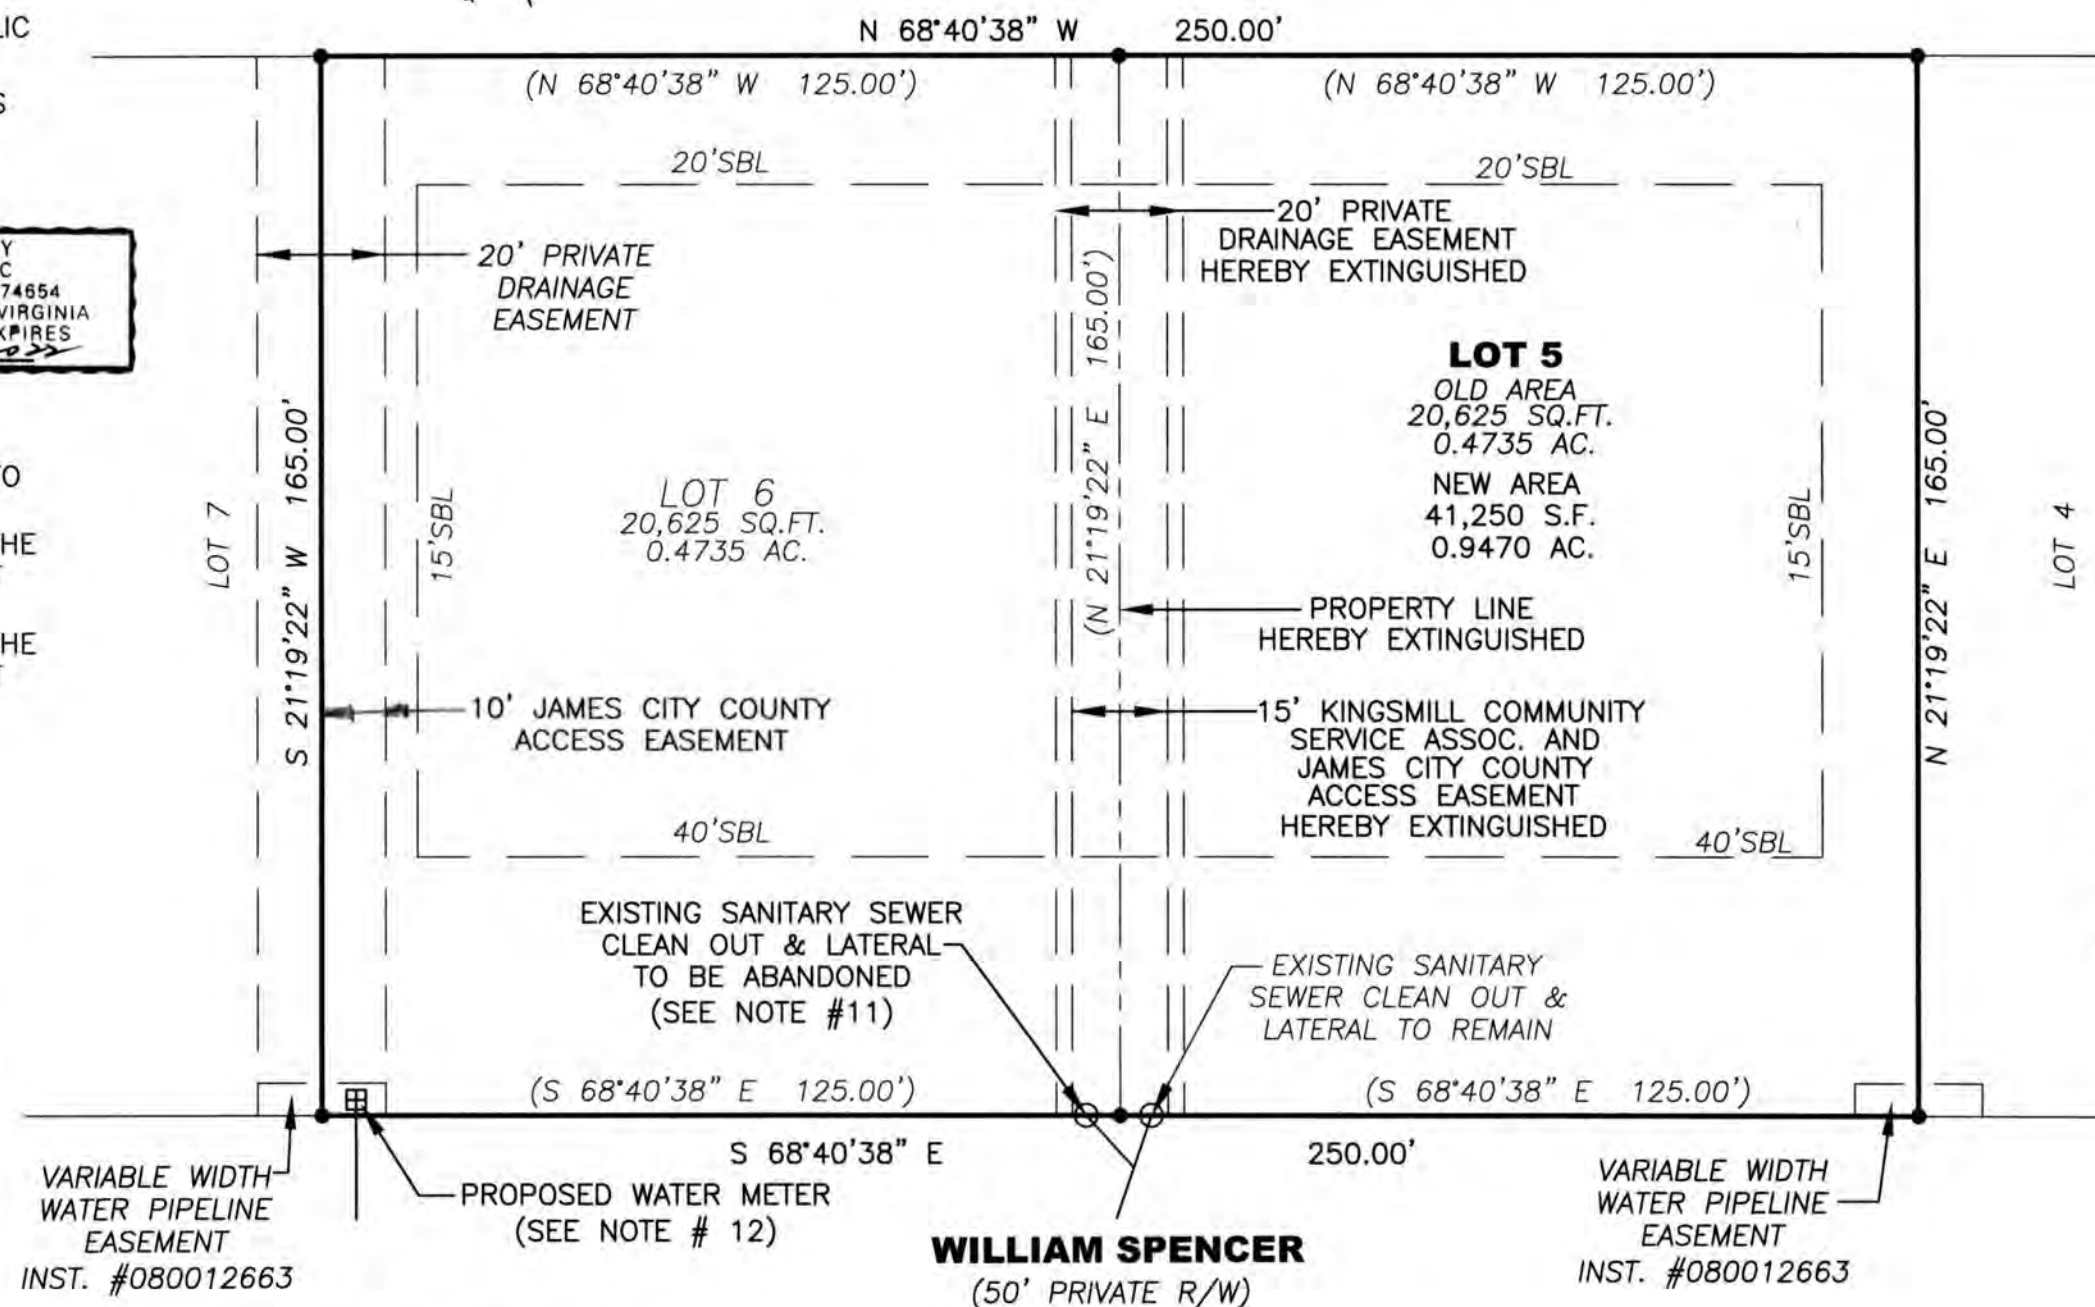 LIC
N 68°40'38" W 250.00'
(N 68°40'38" W 125.00')
(N 68°40'38" W 125.00')
S
20'SBL
20'SBL
Y
C
74654
VIRGINIA
XPIRES
20' PRIVATE
DRAINAGE
EASEMENT
20' PRIVATE
DRAINAGE EASEMENT
HEREBY EXTINGUISHED
LOT 5
OLD AREA
20,625 SQ.FT.
0.4735 AC.
NEW AREA
41,250 S.F.
0.9470 AC.
TO
HE
HE
LOT 7
S 21°19'22" W 165.00'
15'SBL
LOT 6
20,625 SQ.FT.
0.4735 AC.
(N 21°19'22" E 165.00')
15'SBL
N 21°19'22" E 165.00'
LOT 4
PROPERTY LINE
HEREBY EXTINGUISHED
10' JAMES CITY COUNTY
ACCESS EASEMENT
15' KINGSMILL COMMUNITY
SERVICE ASSOC. AND
JAMES CITY COUNTY
ACCESS EASEMENT
HEREBY EXTINGUISHED
40'SBL
40'SBL
EXISTING SANITARY SEWER
CLEAN OUT & LATERAL
TO BE ABANDONED
(SEE NOTE #11)
EXISTING SANITARY
SEWER CLEAN OUT &
LATERAL TO REMAIN
(S 68°40'38" E 125.00')
(S 68°40'38" E 125.00')
S 68°40'38" E 250.00'
VARIABLE WIDTH
WATER PIPELINE
EASEMENT
INST. #080012663
PROPOSED WATER METER
(SEE NOTE # 12)
WILLIAM SPENCER
(50' PRIVATE R/W)
VARIABLE WIDTH
WATER PIPELINE
EASEMENT
INST. #080012663